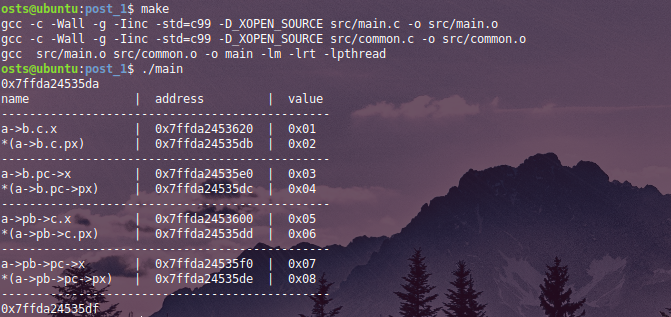 osts@ubuntu:post_1$ make
gcc -c -Wall -g -Iinc -std=c99 -D_XOPEN_SOURCE src/main.c -o src/main.o
gcc -c -Wall -g -Iinc -std=c99 -D_XOPEN_SOURCE src/common.c -o src/common.o
gcc  src/main.o src/common.o -o main -lm -lrt -lpthread
osts@ubuntu:post_1$ ./main
0x7ffda24535da
name               |  address         |  value
-----------------------------------------------
a->b.c.x           |  0x7ffda2453620  |  0x01
*(a->b.c.px)       |  0x7ffda24535db  |  0x02
-----------------------------------------------
a->b.pc->x         |  0x7ffda24535e0  |  0x03
*(a->b.pc->px)     |  0x7ffda24535dc  |  0x04
-----------------------------------------------
a->pb->c.x         |  0x7ffda2453600  |  0x05
*(a->pb->c.px)     |  0x7ffda24535dd  |  0x06
-----------------------------------------------
a->pb->pc->x       |  0x7ffda24535f0  |  0x07
*(a->pb->pc->px)   |  0x7ffda24535de  |  0x08
-----------------------------------------------
0x7ffda24535df